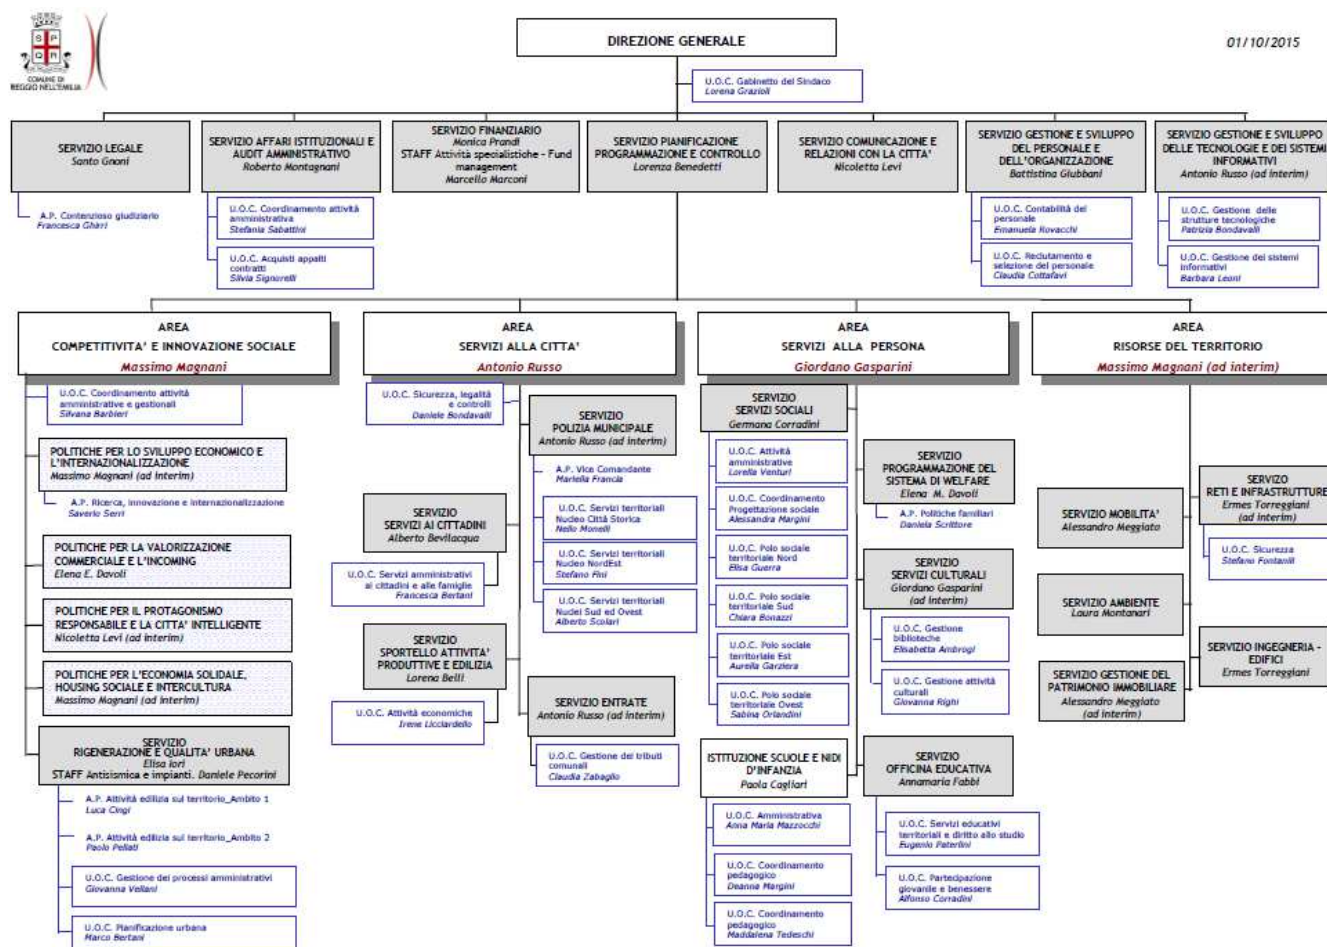 COMUNE DI
REGGIO NELL'EMILIA
DIREZIONE GENERALE
01/10/2015
U.O.C. Gabinetto del Sindaco
Lorena Grazioli
SERVIZIO LEGALE
Santo Gnoni
A.P. Contenzioso giudiziario
Francesca Ghirri
SERVIZIO AFFARI ISTITUZIONALI E
AUDIT AMMINISTRATIVO
Roberto Montagnani
U.O.C. Coordinamento attività
amministrativa
Stefania Sabattini
U.O.C. Acquisti appalti
contratti
Silvia Signorelli
SERVIZIO FINANZIARIO
Monica Prandi
STAFF Attività specialistiche - Fund
management
Marcello Marconi
SERVIZIO PIANIFICAZIONE
PROGRAMMAZIONE E CONTROLLO
Lorenza Benedetti
SERVIZIO COMUNICAZIONE E
RELAZIONI CON LA CITTA'
Nicoletta Levi
SERVIZIO GESTIONE E SVILUPPO
DEL PERSONALE E
DELL'ORGANIZZAZIONE
Battistina Giubbani
U.O.C. Contabilità del
personale
Emanuela Rovacchi
U.O.C. Reclutamento e
selezione del personale
Claudia Cottafavi
SERVIZIO GESTIONE E SVILUPPO
DELLE TECNOLOGIE E DEI SISTEMI
INFORMATIVI
Antonio Russo (ad interim)
U.O.C. Gestione delle
strutture tecnologiche
Patrizia Bondavalli
U.O.C. Gestione dei sistemi
informativi
Barbara Leoni
AREA
COMPETITIVITA' E INNOVAZIONE SOCIALE
Massimo Magnani
U.O.C. Coordinamento attività
amministrative e gestionali
Silvana Barbieri
POLITICHE PER LO SVILUPPO ECONOMICO E
L'INTERNAZIONALIZZAZIONE
Massimo Magnani (ad interim)
A.P. Ricerca, innovazione e internazionalizzazione
Saverio Serri
POLITICHE PER LA VALORIZZAZIONE
COMMERCIALE E L'INCOMING
Elena E. Davoli
POLITICHE PER IL PROTAGONISMO
RESPONSABILE E LA CITTA' INTELLIGENTE
Nicoletta Levi (ad interim)
POLITICHE PER L'ECONOMIA SOLIDALE,
HOUSING SOCIALE E INTERCULTURA
Massimo Magnani (ad interim)
SERVIZIO
RIGENERAZIONE E QUALITA' URBANA
Elisa Iori
STAFF Antisismica e impianti. Daniele Pecorini
A.P. Attività edilizia sul territorio_Ambito 1
Luca Cingi
A.P. Attività edilizia sul territorio_Ambito 2
Paolo Pellati
U.O.C. Gestione dei processi amministrativi
Giovanna Vellani
U.O.C. Pianificazione urbana
Marco Bertani
AREA
SERVIZI ALLA CITTA'
Antonio Russo
U.O.C. Sicurezza, legalità
e controlli
Daniele Bondavalli
SERVIZIO
POLIZIA MUNICIPALE
Antonio Russo (ad interim)
A.P. Vice Comandante
Mariella Francia
U.O.C. Servizi territoriali
Nucleo Città Storica
Nello Monelli
U.O.C. Servizi territoriali
Nucleo NordEst
Stefano Fini
U.O.C. Servizi territoriali
Nuclei Sud ed Ovest
Alberto Scolari
SERVIZIO
SERVIZI AI CITTADINI
Alberto Bevilacqua
U.O.C. Servizi amministrativi
ai cittadini e alle famiglie
Francesca Bertani
SERVIZIO
SPORTELLO ATTIVITA'
PRODUTTIVE E EDILIZIA
Lorena Belli
U.O.C. Attività economiche
Irene Licciardello
SERVIZIO ENTRATE
Antonio Russo (ad interim)
U.O.C. Gestione dei tributi
comunali
Claudia Zabaglio
AREA
SERVIZI ALLA PERSONA
Giordano Gasparini
SERVIZIO
SERVIZI SOCIALI
Germana Corradini
U.O.C. Attività
amministrative
Lorella Venturi
U.O.C. Coordinamento
Progettazione sociale
Alessandra Margini
U.O.C. Polo sociale
territoriale Nord
Elisa Guerra
U.O.C. Polo sociale
territoriale Sud
Chiara Bonazzi
U.O.C. Polo sociale
territoriale Est
Aurella Garziera
U.O.C. Polo sociale
territoriale Ovest
Sabina Orlandini
ISTITUZIONE SCUOLE E NIDI
D'INFANZIA
Paola Cagliari
U.O.C. Amministrativa
Anna Maria Mazzocchi
U.O.C. Coordinamento
pedagogico
Deanna Margini
U.O.C. Coordinamento
pedagogico
Maddalena Tedeschi
SERVIZIO
PROGRAMMAZIONE DEL
SISTEMA DI WELFARE
Elena M. Davoli
A.P. Politiche familiari
Daniela Scrittore
SERVIZIO
SERVIZI CULTURALI
Giordano Gasparini
(ad interim)
U.O.C. Gestione
biblioteche
Elisabetta Ambrogi
U.O.C. Gestione attività
culturali
Giovanna Righi
SERVIZIO
OFFICINA EDUCATIVA
Annamaria Fabbi
U.O.C. Servizi educativi
territoriali e diritto allo studio
Eugenio Paterlini
U.O.C. Partecipazione
giovanile e benessere
Alfonso Corradini
AREA
RISORSE DEL TERRITORIO
Massimo Magnani (ad interim)
SERVIZIO MOBILITA'
Alessandro Meggiato
SERVIZIO AMBIENTE
Laura Montanari
SERVIZIO GESTIONE DEL
PATRIMONIO IMMOBILIARE
Alessandro Meggiato
(ad interim)
SERVIZO
RETI E INFRASTRUTTURE
Ermes Torreggiani
(ad interim)
U.O.C. Sicurezza
Stefano Fontanili
SERVIZIO INGEGNERIA -
EDIFICI
Ermes Torreggiani